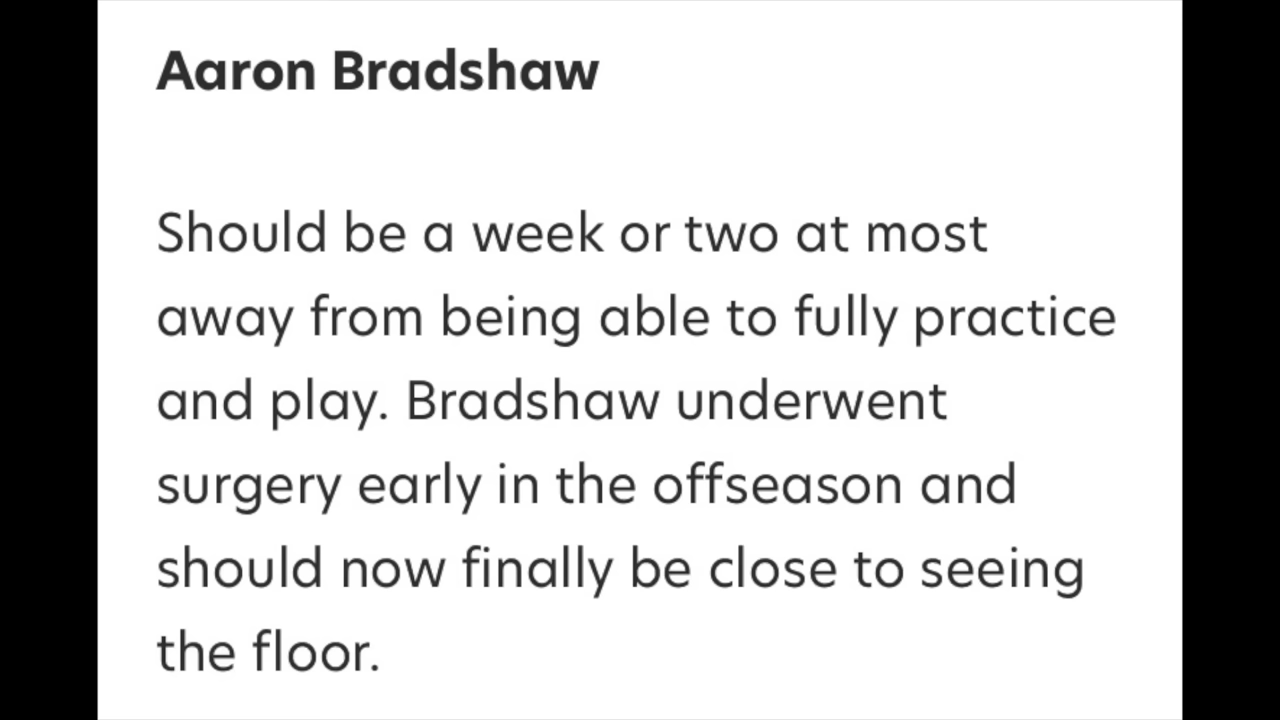 Aaron Bradshaw
Should be a week or two at most
away from being able to fully practice
and play. Bradshaw underwent
surgery early in the offseason and
should now finally be close to seeing
the floor.